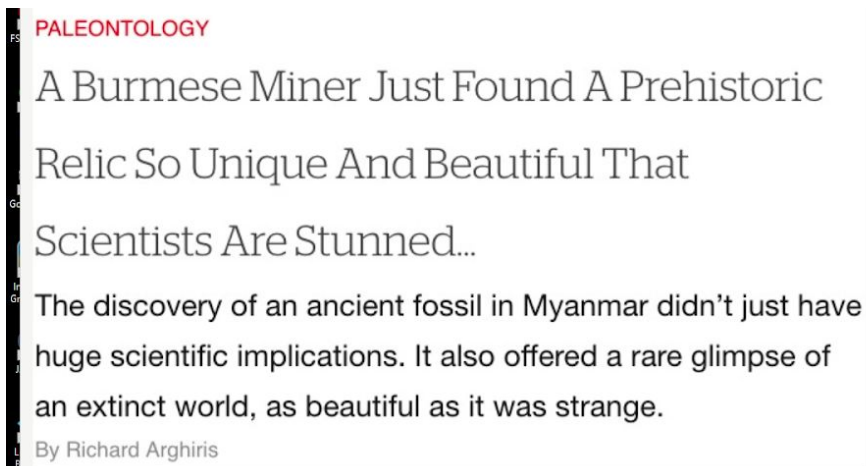 PALEONTOLOGY
A Burmese Miner Just Found A Prehistoric
Relic So Unique And Beautiful That
Scientists Are Stunned...
The discovery of an ancient fossil in Myanmar didn’t just have
huge scientific implications. It also offered a rare glimpse of
an extinct world, as beautiful as it was strange.
By Richard Arghiris